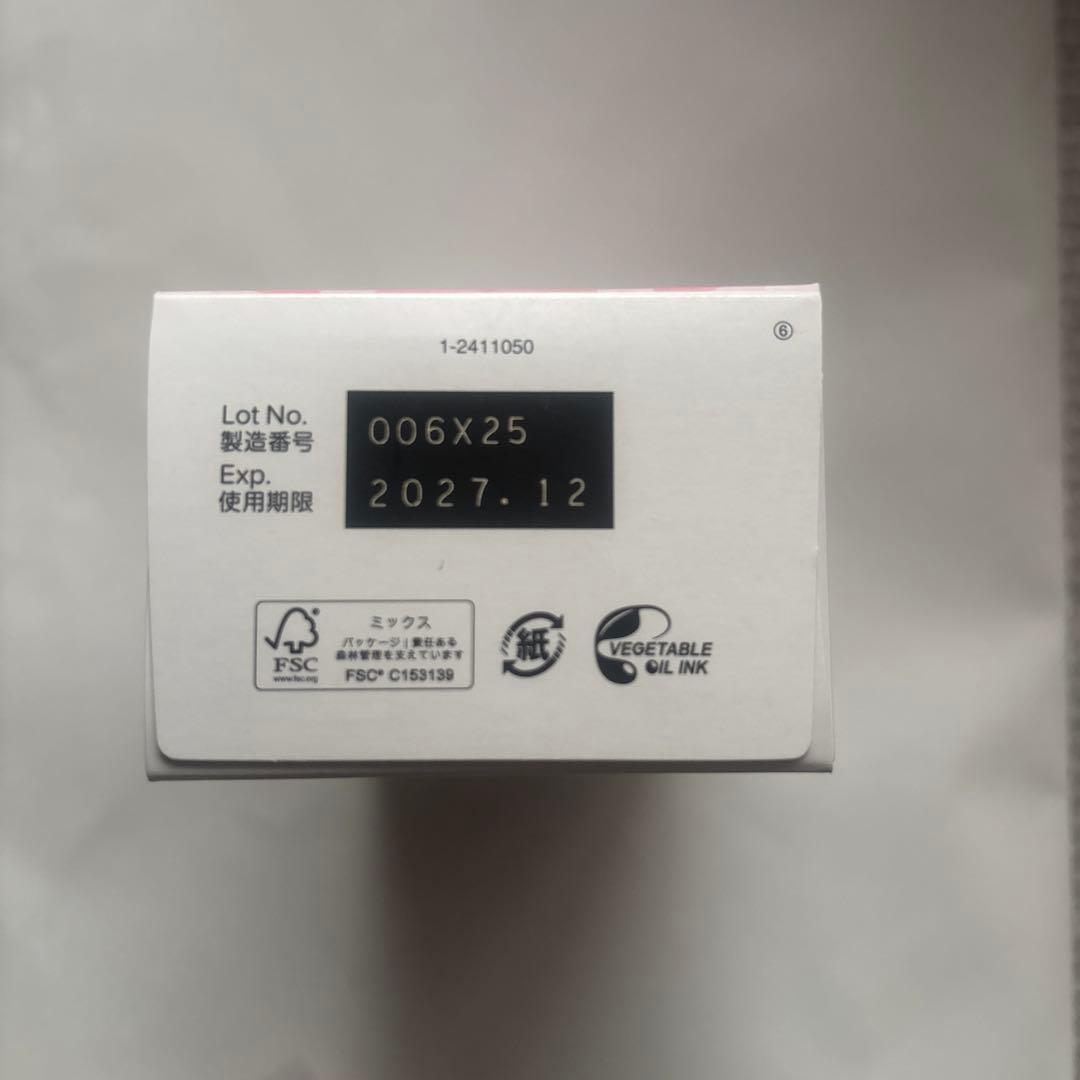 1-2411050
⑥
Lot No.
製造番号
006X25
Exp.
使用期限
2027.12
FSC®
www.fsc.org
ミックス
パッケージ|責任ある
森林管理を支えています
FSC® C153139
紙
VEGETABLE
OIL INK